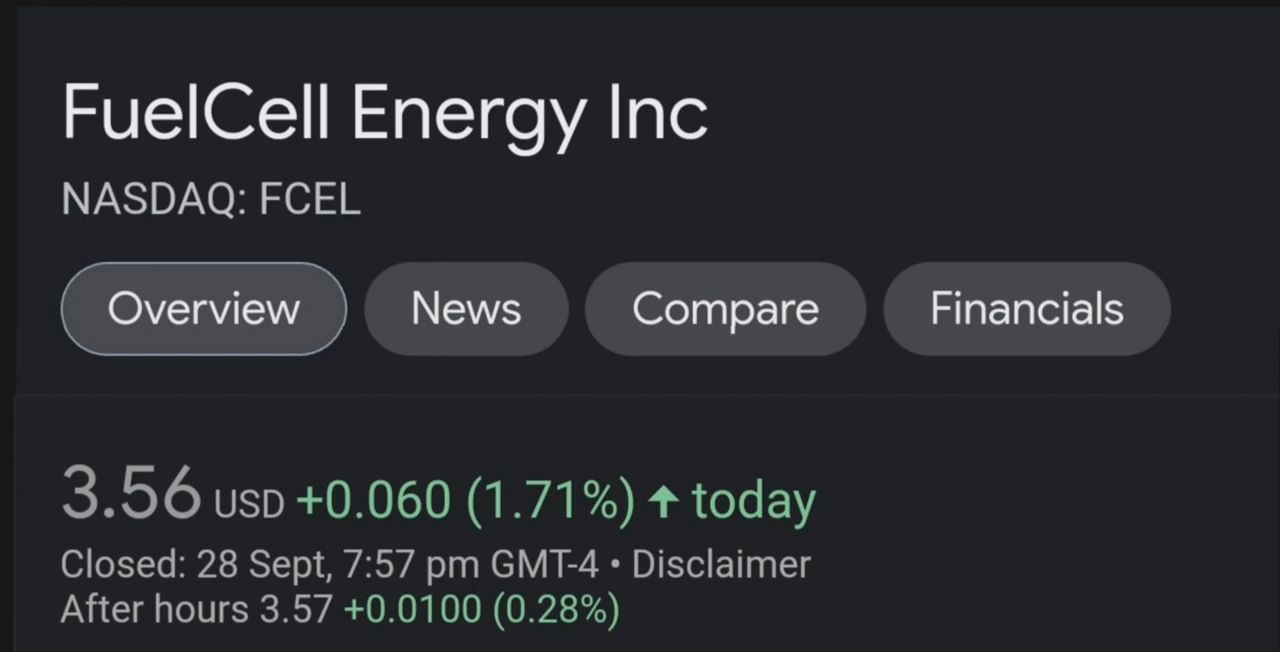 FuelCell Energy Inc
NASDAQ: FCEL
Overview News Compare Financials
3.56 USD +0.060 (1.71%) ↑ today
Closed: 28 Sept, 7:57 pm GMT-4 • Disclaimer
After hours 3.57 +0.0100 (0.28%)